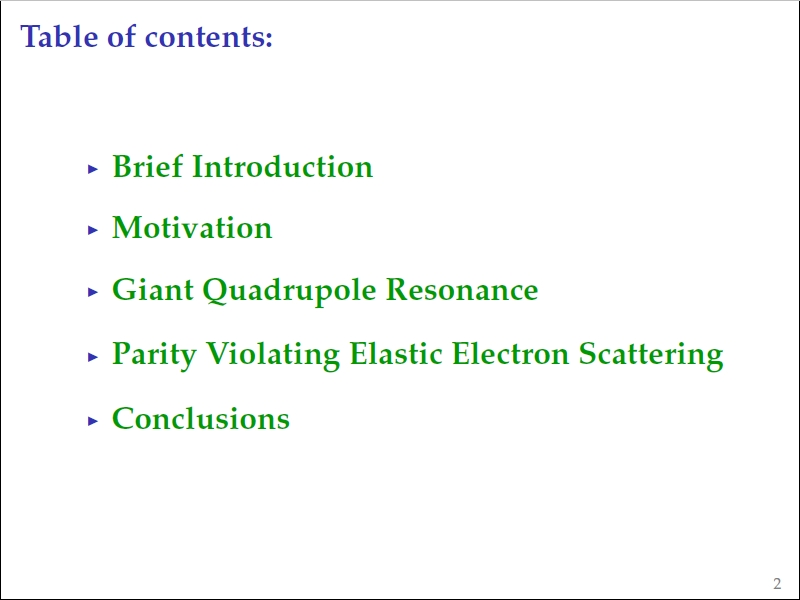 Table of contents:
▸ Brief Introduction
▸ Motivation
▸ Giant Quadrupole Resonance
▸ Parity Violating Elastic Electron Scattering
▸ Conclusions
2